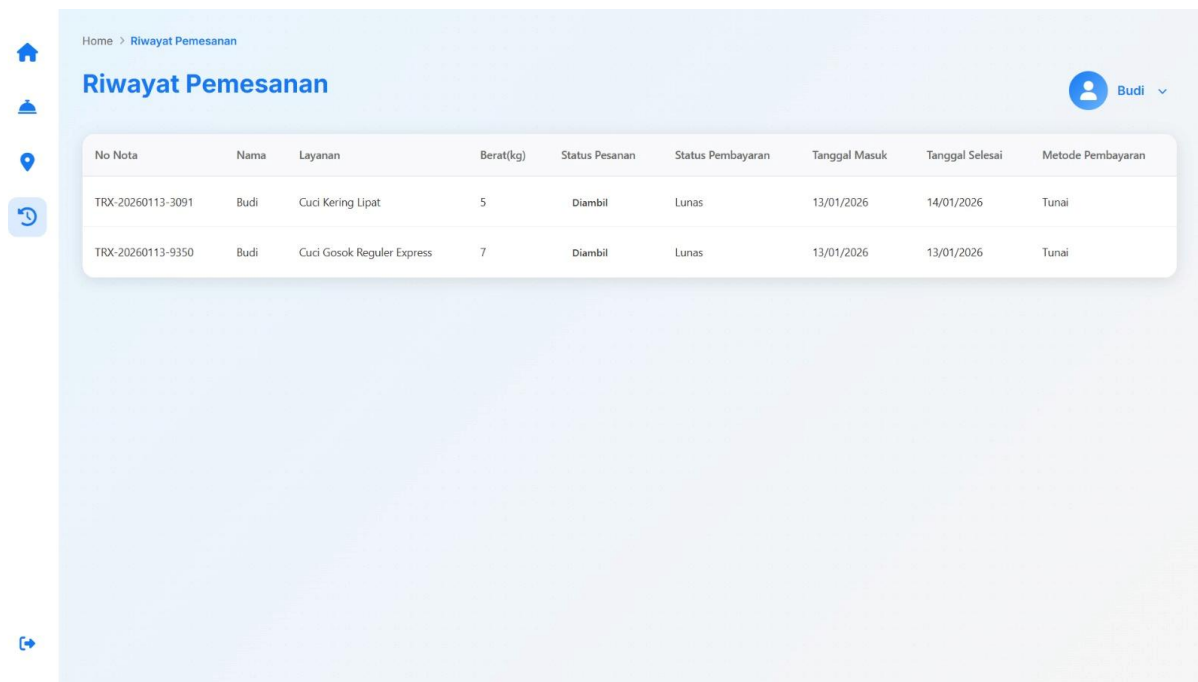 Home > Riwayat Pemesanan
Riwayat Pemesanan
Budi
No Nota Nama Layanan Berat(kg) Status Pesanan Status Pembayaran Tanggal Masuk Tanggal Selesai Metode Pembayaran
TRX-20260113-3091 Budi Cuci Kering Lipat 5 Diambil Lunas 13/01/2026 14/01/2026 Tunai
TRX-20260113-9350 Budi Cuci Gosok Reguler Express 7 Diambil Lunas 13/01/2026 13/01/2026 Tunai